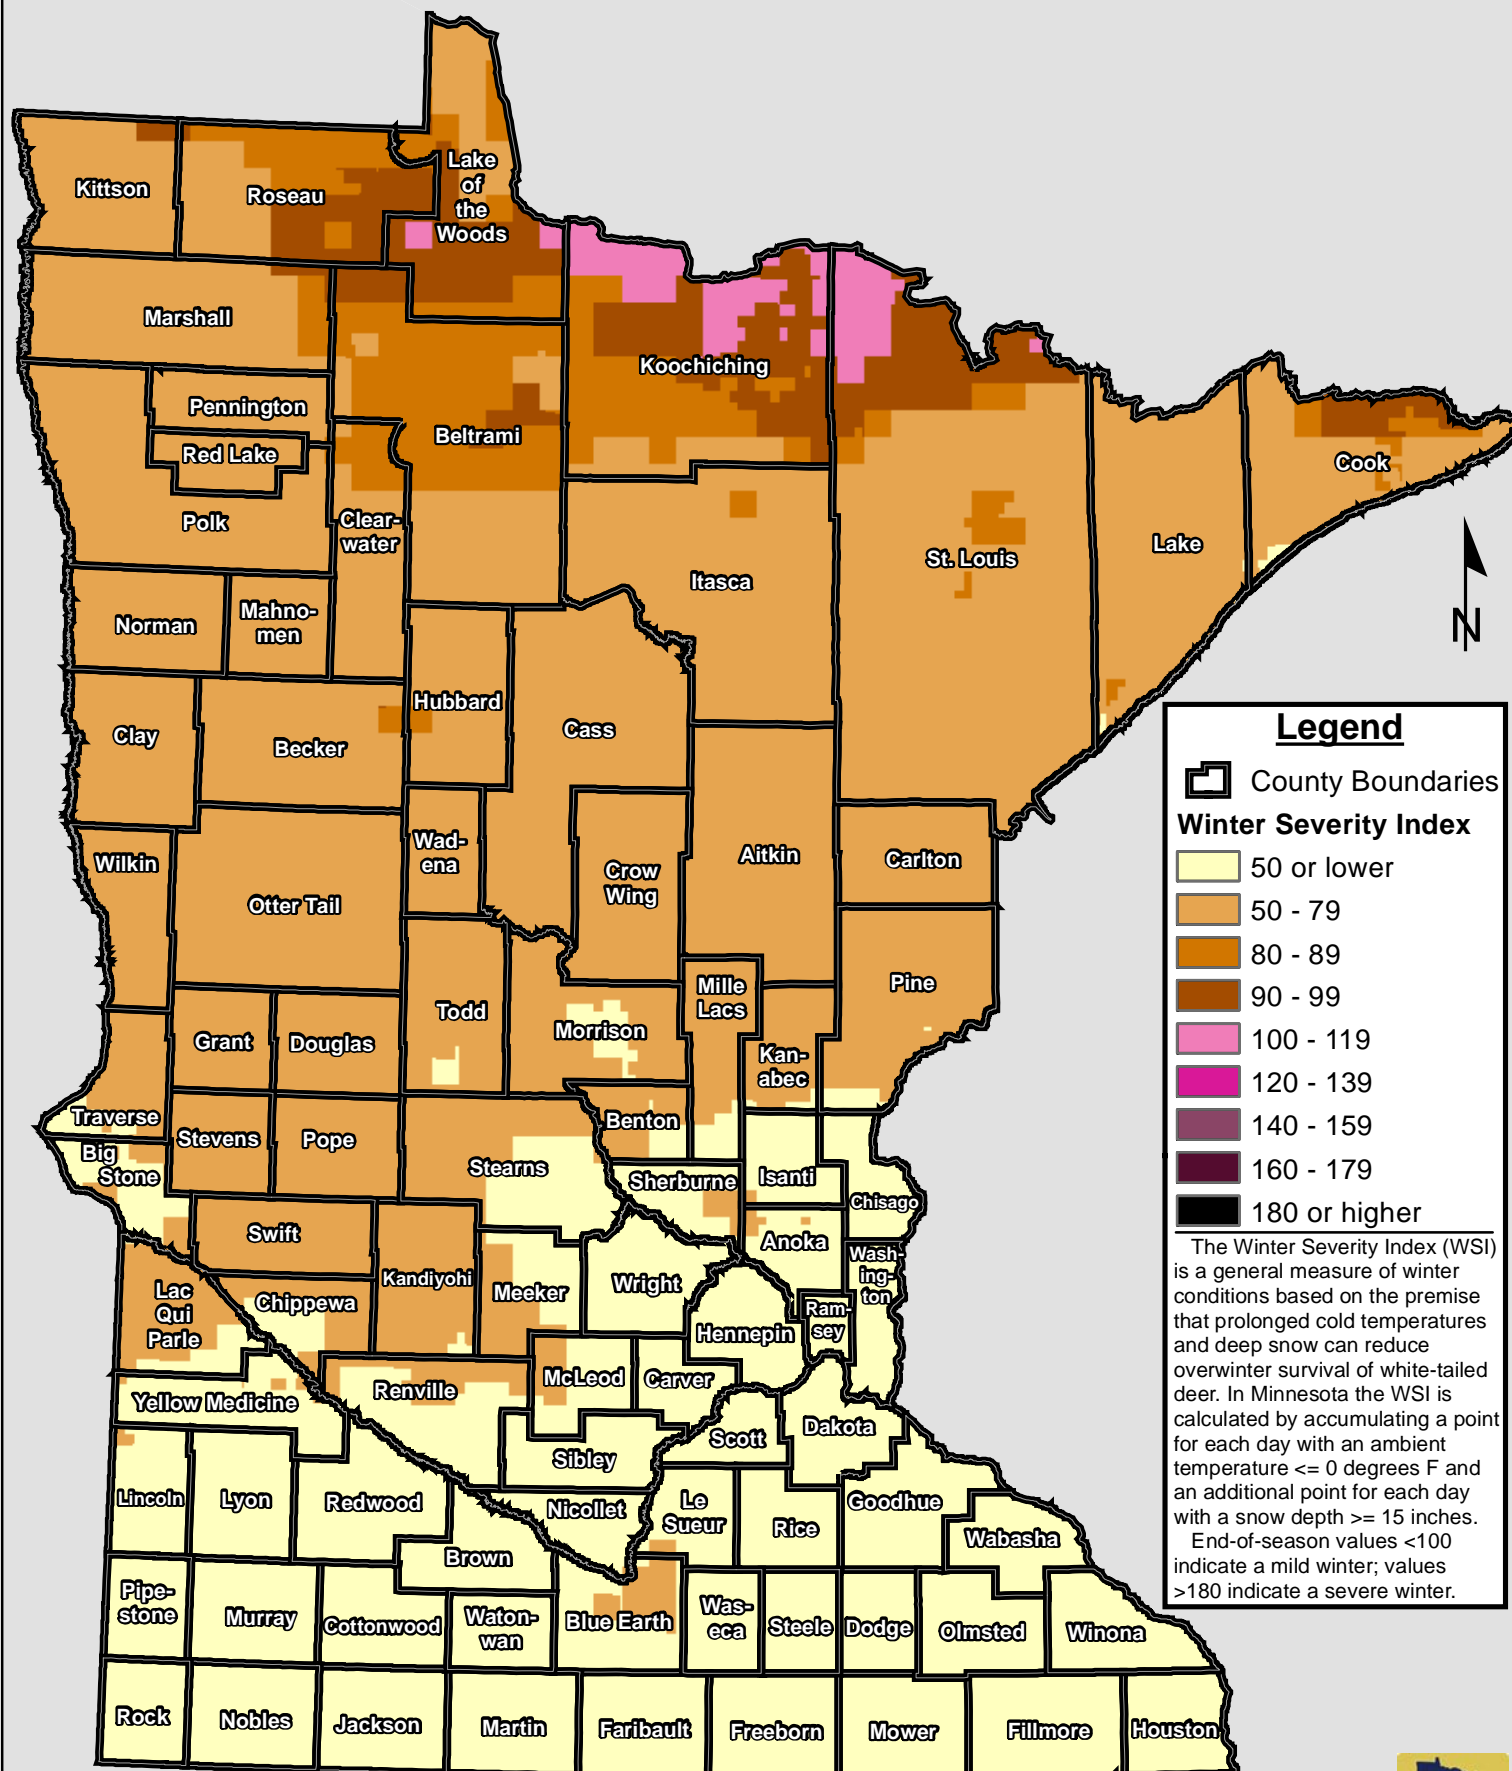 Kittson
Roseau
Lake
of
the
Woods
Marshall
Koochiching
Pennington
Beltrami
Red Lake
Cook
Polk
Clear-
water
St. Louis
Lake
Itasca
Norman
Mahno-
men
N
Hubbard
Clay
Becker
Cass
Wilkin
Wad-
ena
Crow
Wing
Aitkin
Carlton
Otter Tail
Pine
Mille
Lacs
Todd
Morrison
Grant
Douglas
Kan-
abec
Traverse
Stevens
Pope
Benton
Big
Stone
Stearns
Sherburne
Isanti
Chisago
Swift
Anoka
Wash-
ing-
ton
Kandiyohi
Wright
Meeker
Lac
Qui
Parle
Chippewa
Ram-
sey
Hennepin
McLeod
Carver
Renville
Yellow Medicine
Dakota
Scott
Sibley
Lincoln
Lyon
Redwood
Nicollet
Le
Sueur
Rice
Goodhue
Wabasha
Brown
Pipe-
stone
Murray
Cottonwood
Waton-
wan
Blue Earth
Was-
eca
Steele
Dodge
Olmsted
Winona
Rock
Nobles
Jackson
Martin
Faribault
Freeborn
Mower
Fillmore
Houston
Legend
County Boundaries
Winter Severity Index
50 or lower
50 - 79
80 - 89
90 - 99
100 - 119
120 - 139
140 - 159
160 - 179
180 or higher
The Winter Severity Index (WSI)
is a general measure of winter
conditions based on the premise
that prolonged cold temperatures
and deep snow can reduce
overwinter survival of white-tailed
deer. In Minnesota the WSI is
calculated by accumulating a point
for each day with an ambient
temperature <= 0 degrees F and
an additional point for each day
with a snow depth >= 15 inches.
End-of-season values <100
indicate a mild winter; values
>180 indicate a severe winter.